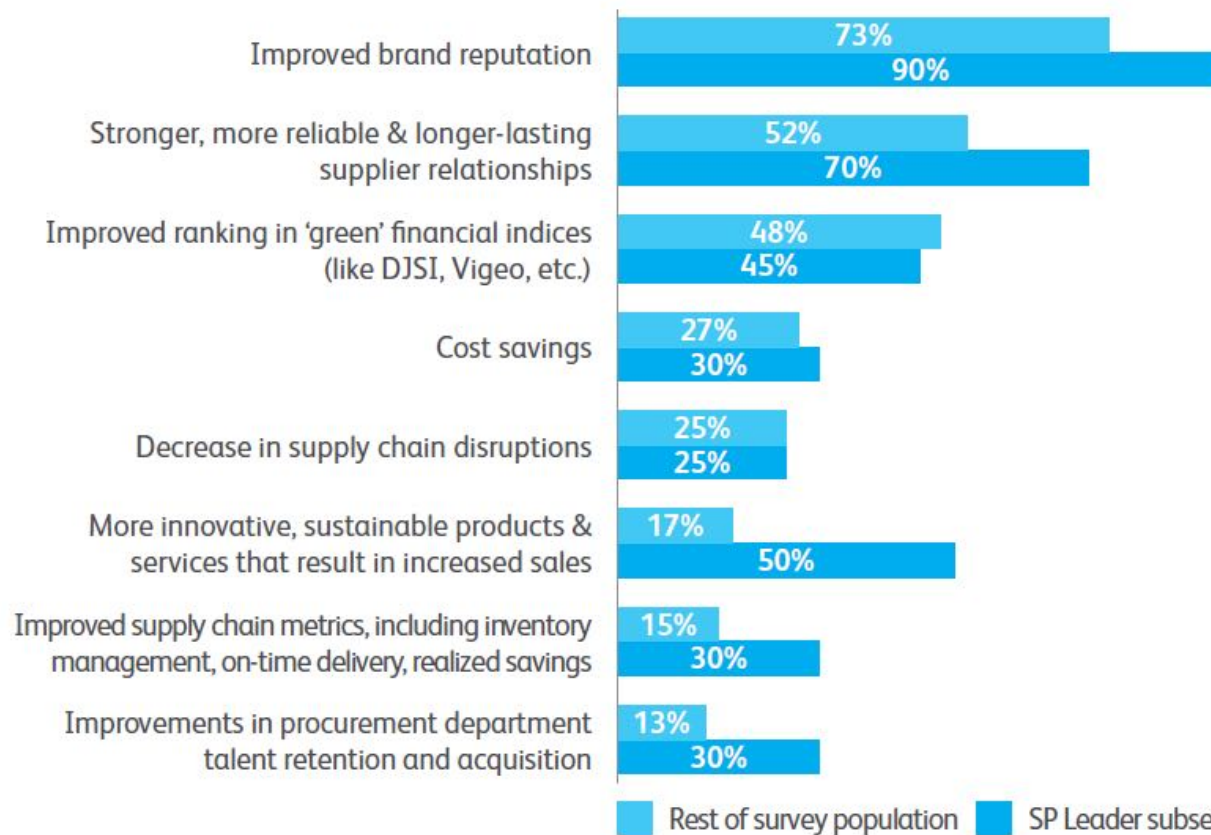 Improved brand reputation
73%
90%
Stronger, more reliable & longer-lasting
supplier relationships
52%
70%
Improved ranking in ‘green’ financial indices
(like DJSI, Vigeo, etc.)
48%
45%
Cost savings
27%
30%
Decrease in supply chain disruptions
25%
25%
More innovative, sustainable products &
services that result in increased sales
17%
50%
Improved supply chain metrics, including inventory
management, on-time delivery, realized savings
15%
30%
Improvements in procurement department
talent retention and acquisition
13%
30%
Rest of survey population SP Leader subse